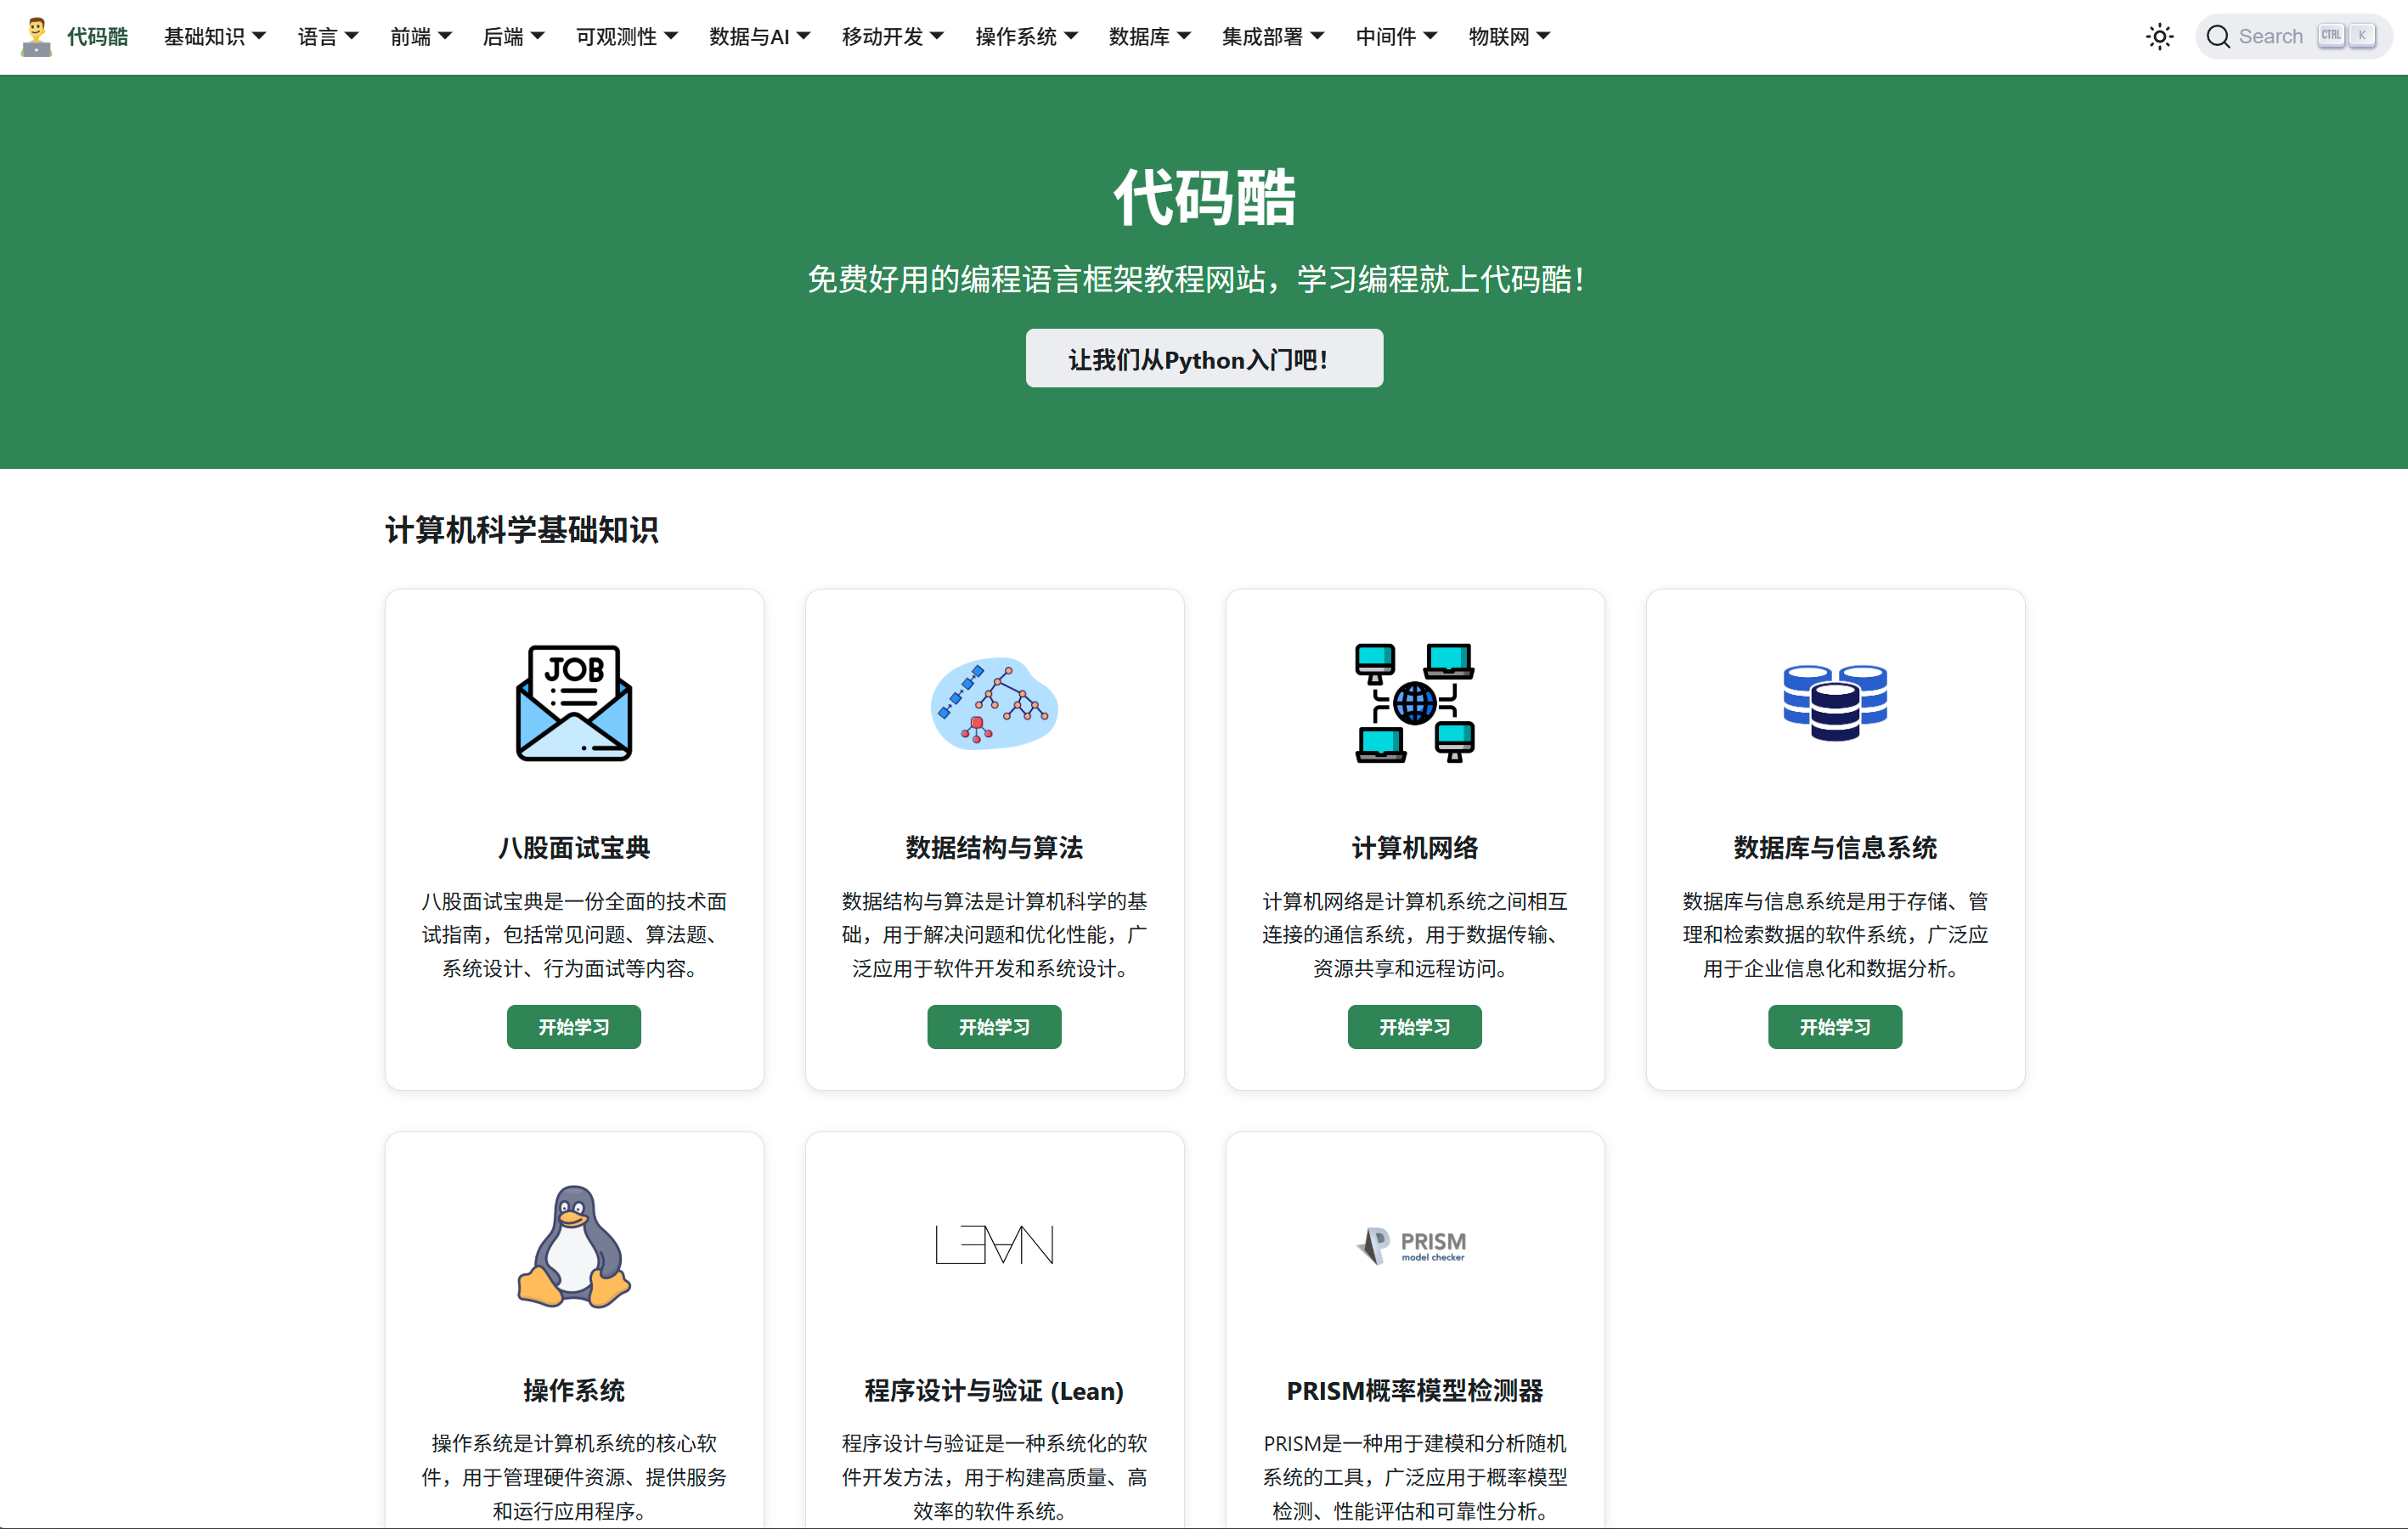 代码酷 基础知识 语言 前端 后端 可观测性 数据与AI 移动开发 操作系统 数据库 集成部署 中间件 物联网 Search CTRL K
代码酷
免费好用的编程语言框架教程网站，学习编程就上代码酷！
让我们从Python入门吧！
计算机科学基础知识
JOB
八股面试宝典
八股面试宝典是一份全面的技术面
试指南，包括常见问题、算法题、
系统设计、行为面试等内容。
开始学习
数据结构与算法
数据结构与算法是计算机科学的基
础，用于解决问题和优化性能，广
泛应用于软件开发和系统设计。
开始学习
计算机网络
计算机网络是计算机系统之间相互
连接的通信系统，用于数据传输、
资源共享和远程访问。
开始学习
数据库与信息系统
数据库与信息系统是用于存储、管
理和检索数据的软件系统，广泛应
用于企业信息化和数据分析。
开始学习
操作系统
操作系统是计算机系统的核心软
件，用于管理硬件资源、提供服务
和运行应用程序。
LEAN
程序设计与验证 (Lean)
程序设计与验证是一种系统化的软
件开发方法，用于构建高质量、高
效率的软件系统。
PRISM
model checker
PRISM概率模型检测器
PRISM是一种用于建模和分析随机
系统的工具，广泛应用于概率模型
检测、性能评估和可靠性分析。